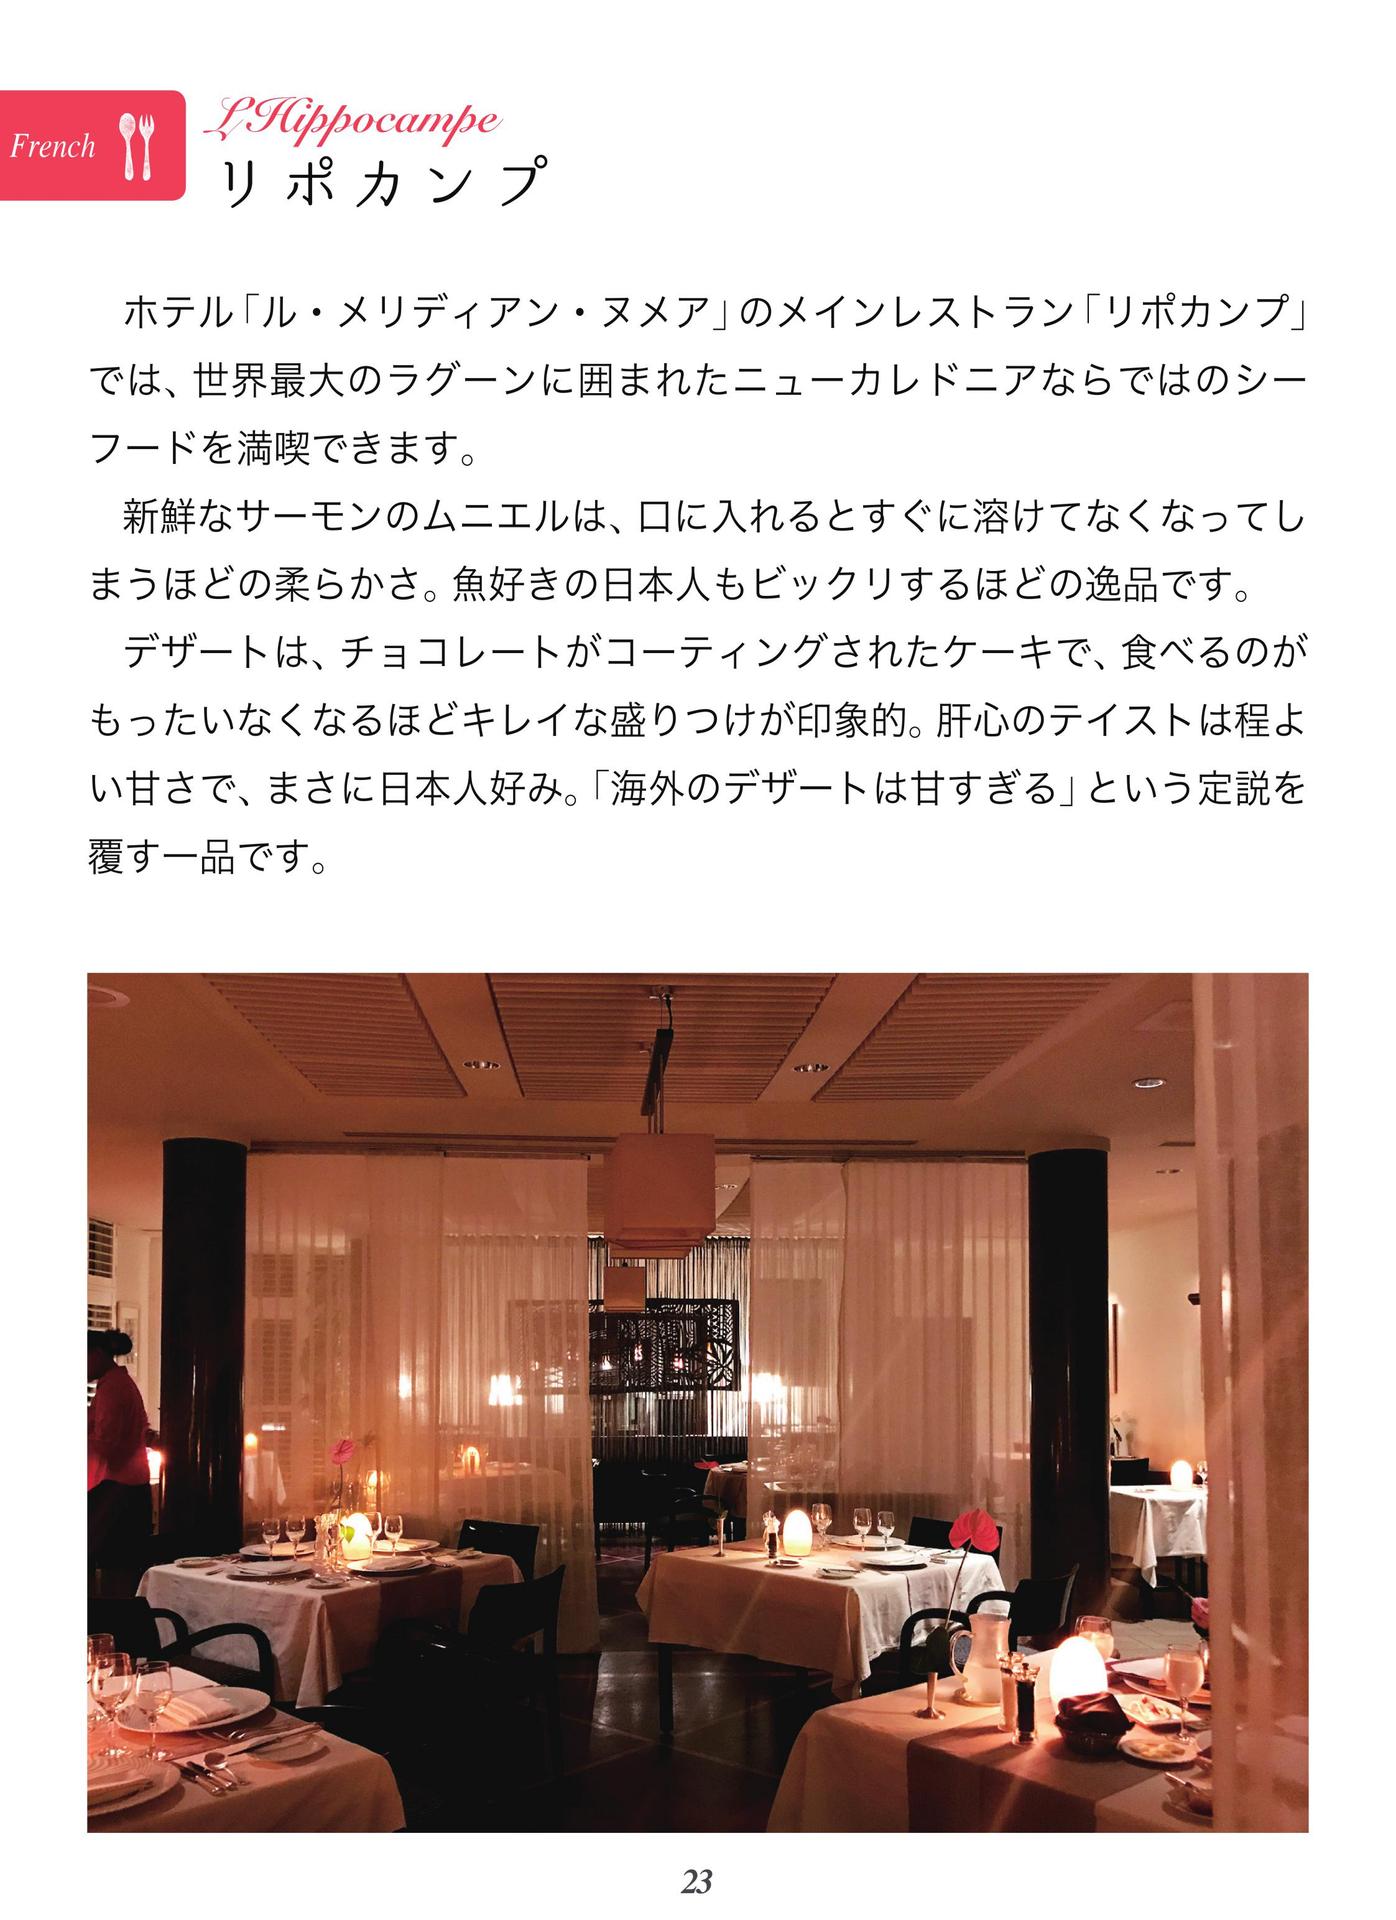 French
L'Hippocampe
リポカンプ
ホテル「ル・メリディアン・ヌメア」のメインレストラン「リポカンプ」
では、世界最大のラグーンに囲まれたニューカレドニアならではのシー
フードを満喫できます。
新鮮なサーモンのムニエルは、口に入れるとすぐに溶けてなくなってし
まうほどの柔らかさ。魚好きの日本人もビックリするほどの逸品です。
デザートは、チョコレートがコーティングされたケーキで、食べるのが
もったいなくなるほどキレイな盛りつけが印象的。肝心のテイストは程よ
い甘さで、まさに日本人好み。「海外のデザートは甘すぎる」という定説を
覆す一品です。
23